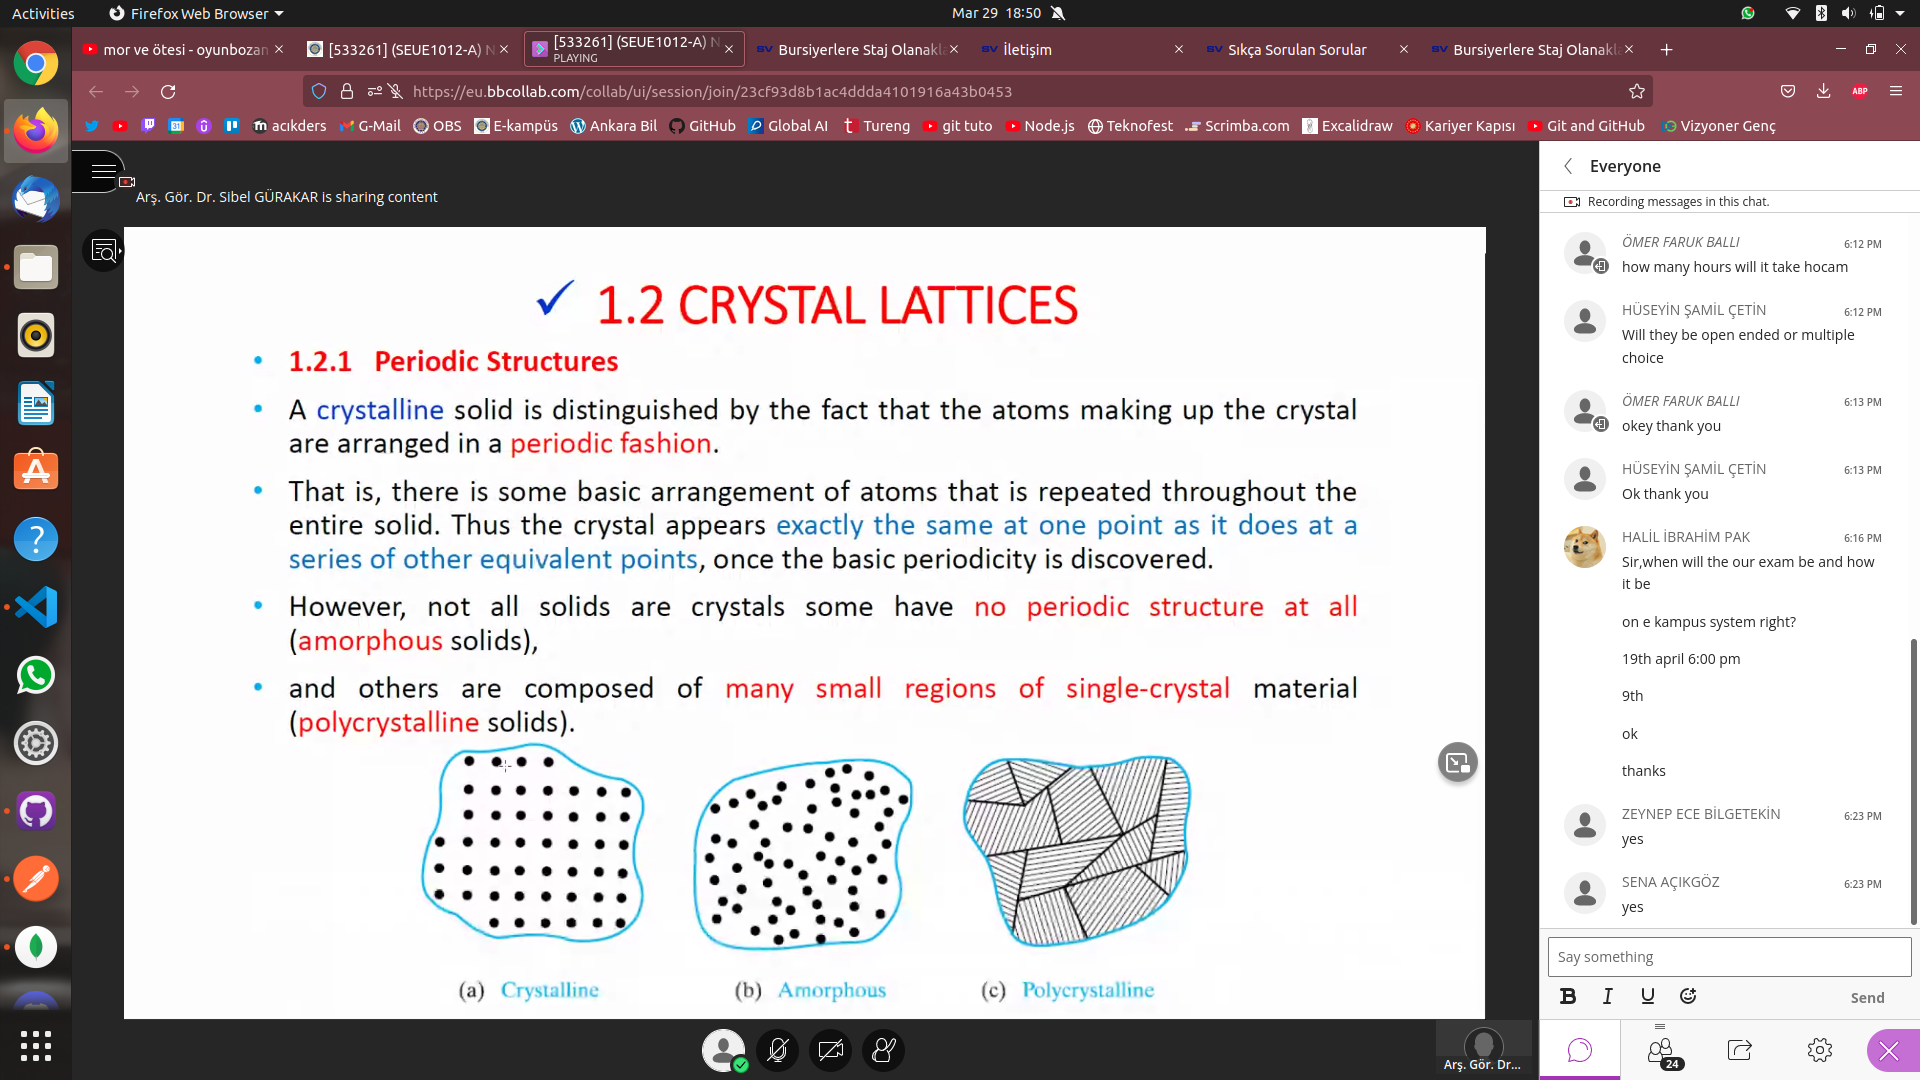 Activities
Firefox Web Browser
Mar 29 18:50
mor ve ötesi - oyunbozan
[533261] (SEUE1012-A) N
[533261] (SEUE1012-A) N
PLAYING
Bursiyerlere Staj Olanakla
İletişim
Sıkça Sorulan Sorular
Bursiyerlere Staj Olanakla
https://eu.bbcollab.com/collab/ui/session/join/23cf93d8b1ac4ddda4101916a43b0453
ABP
acıkders
G-Mail
OBS
E-kampüs
Ankara Bil
GitHub
Global AI
Tureng
git tuto
Node.js
Teknofest
Scrimba.com
Excalidraw
Kariyer Kapısı
Git and GitHub
Vizyoner Genç
Arş. Gör. Dr. Sibel GÜRAKAR is sharing content
✓ 1.2 CRYSTAL LATTICES
• 1.2.1 Periodic Structures
• A crystalline solid is distinguished by the fact that the atoms making up the crystal
are arranged in a periodic fashion.
• That is, there is some basic arrangement of atoms that is repeated throughout the
entire solid. Thus the crystal appears exactly the same at one point as it does at a
series of other equivalent points, once the basic periodicity is discovered.
• However, not all solids are crystals some have no periodic structure at all
(amorphous solids),
• and others are composed of many small regions of single-crystal material
(polycrystalline solids).
(a) Crystalline
(b) Amorphous
(c) Polycrystalline
Arş. Gör. Dr...
Everyone
Recording messages in this chat.
ÖMER FARUK BALLI 6:12 PM
how many hours will it take hocam
HÜSEYİN ŞAMİL ÇETİN 6:12 PM
Will they be open ended or multiple
choice
ÖMER FARUK BALLI 6:13 PM
okey thank you
HÜSEYİN ŞAMİL ÇETİN 6:13 PM
Ok thank you
HALİL İBRAHİM PAK 6:16 PM
Sir,when will the our exam be and how
it be
on e kampus system right?
19th april 6:00 pm
9th
ok
thanks
ZEYNEP ECE BİLGETEKİN 6:23 PM
yes
SENA AÇIKGÖZ 6:23 PM
yes
Say something
B I U
Send
24